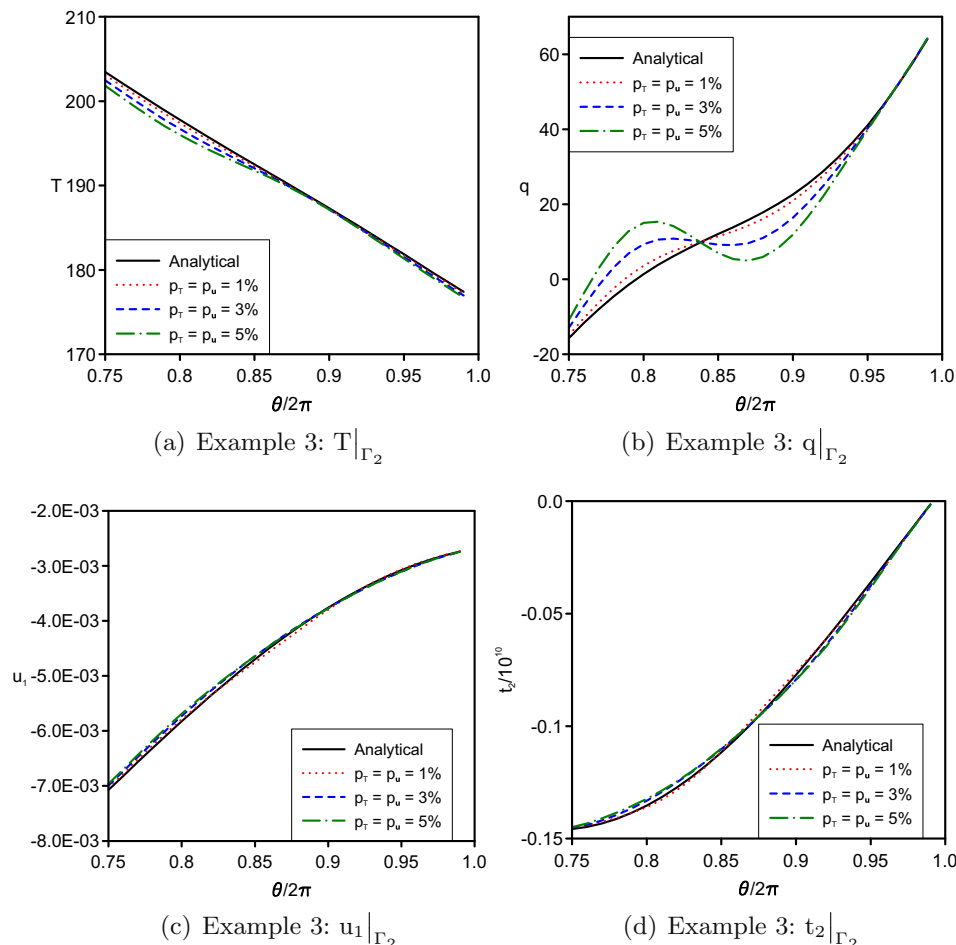 210
200
T 190
180
170
Analytical
p_T = p_u = 1%
p_T = p_u = 3%
p_T = p_u = 5%
0.75 0.8 0.85 0.9 0.95 1.0
θ/2π
(a) Example 3: T|_Γ₂
60
40
q
20
0
-20
Analytical
p_T = p_u = 1%
p_T = p_u = 3%
p_T = p_u = 5%
0.75 0.8 0.85 0.9 0.95 1.0
θ/2π
(b) Example 3: q|_Γ₂
-2.0E-03
-3.0E-03
-4.0E-03
-5.0E-03
u₁
-6.0E-03
-7.0E-03
-8.0E-03
Analytical
p_T = p_u = 1%
p_T = p_u = 3%
p_T = p_u = 5%
0.75 0.8 0.85 0.9 0.95 1.0
θ/2π
(c) Example 3: u₁|_Γ₂
0.0
-0.05
t₂/10¹⁰
-0.1
-0.15
Analytical
p_T = p_u = 1%
p_T = p_u = 3%
p_T = p_u = 5%
0.75 0.8 0.85 0.9 0.95 1.0
θ/2π
(d) Example 3: t₂|_Γ₂